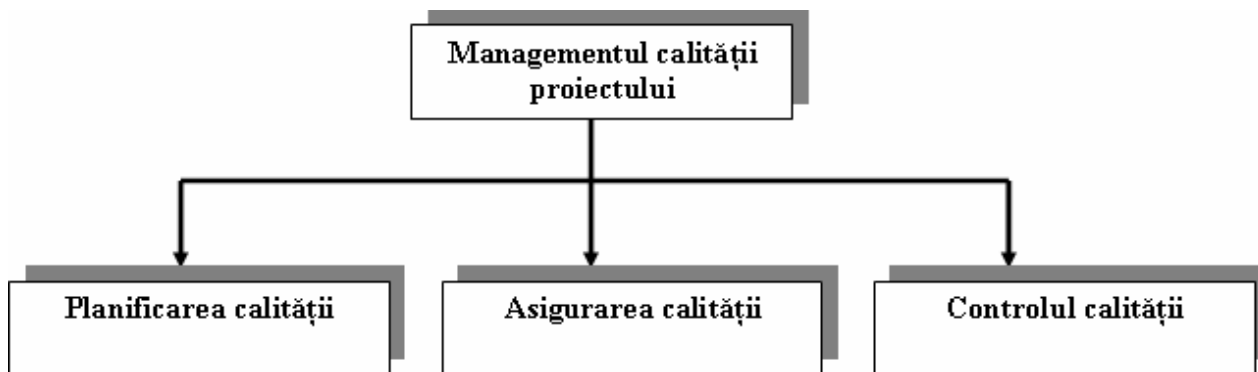 Managementul calității
proiectului
Planificarea calității
Asigurarea calității
Controlul calității